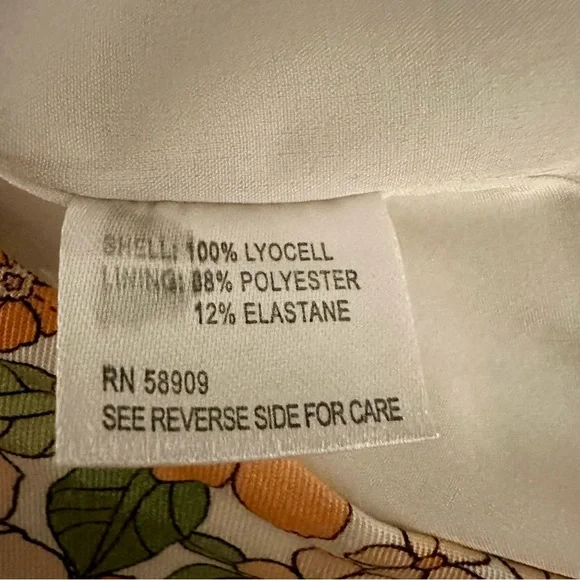 SHELL: 100% LYOCELL
LINING: 88% POLYESTER
12% ELASTANE
RN 58909
SEE REVERSE SIDE FOR CARE